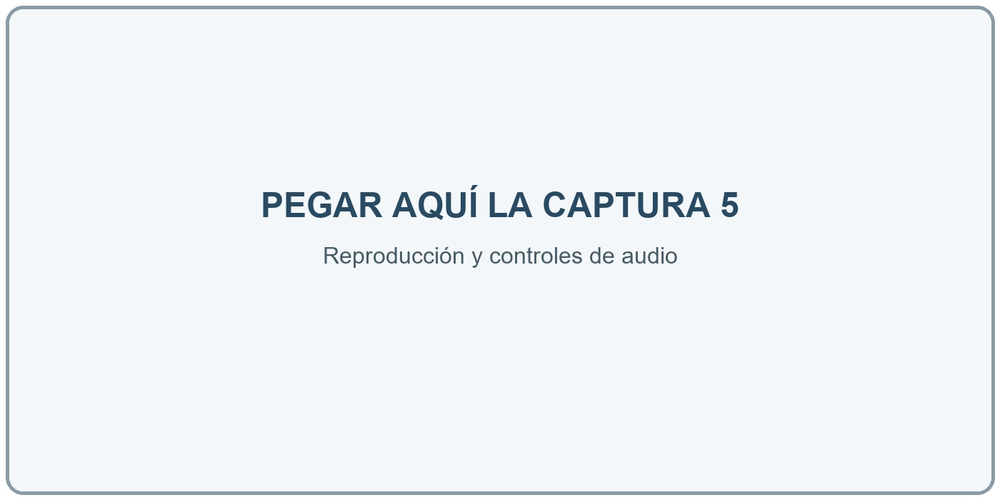 PEGAR AQUÍ LA CAPTURA 5
Reproducción y controles de audio